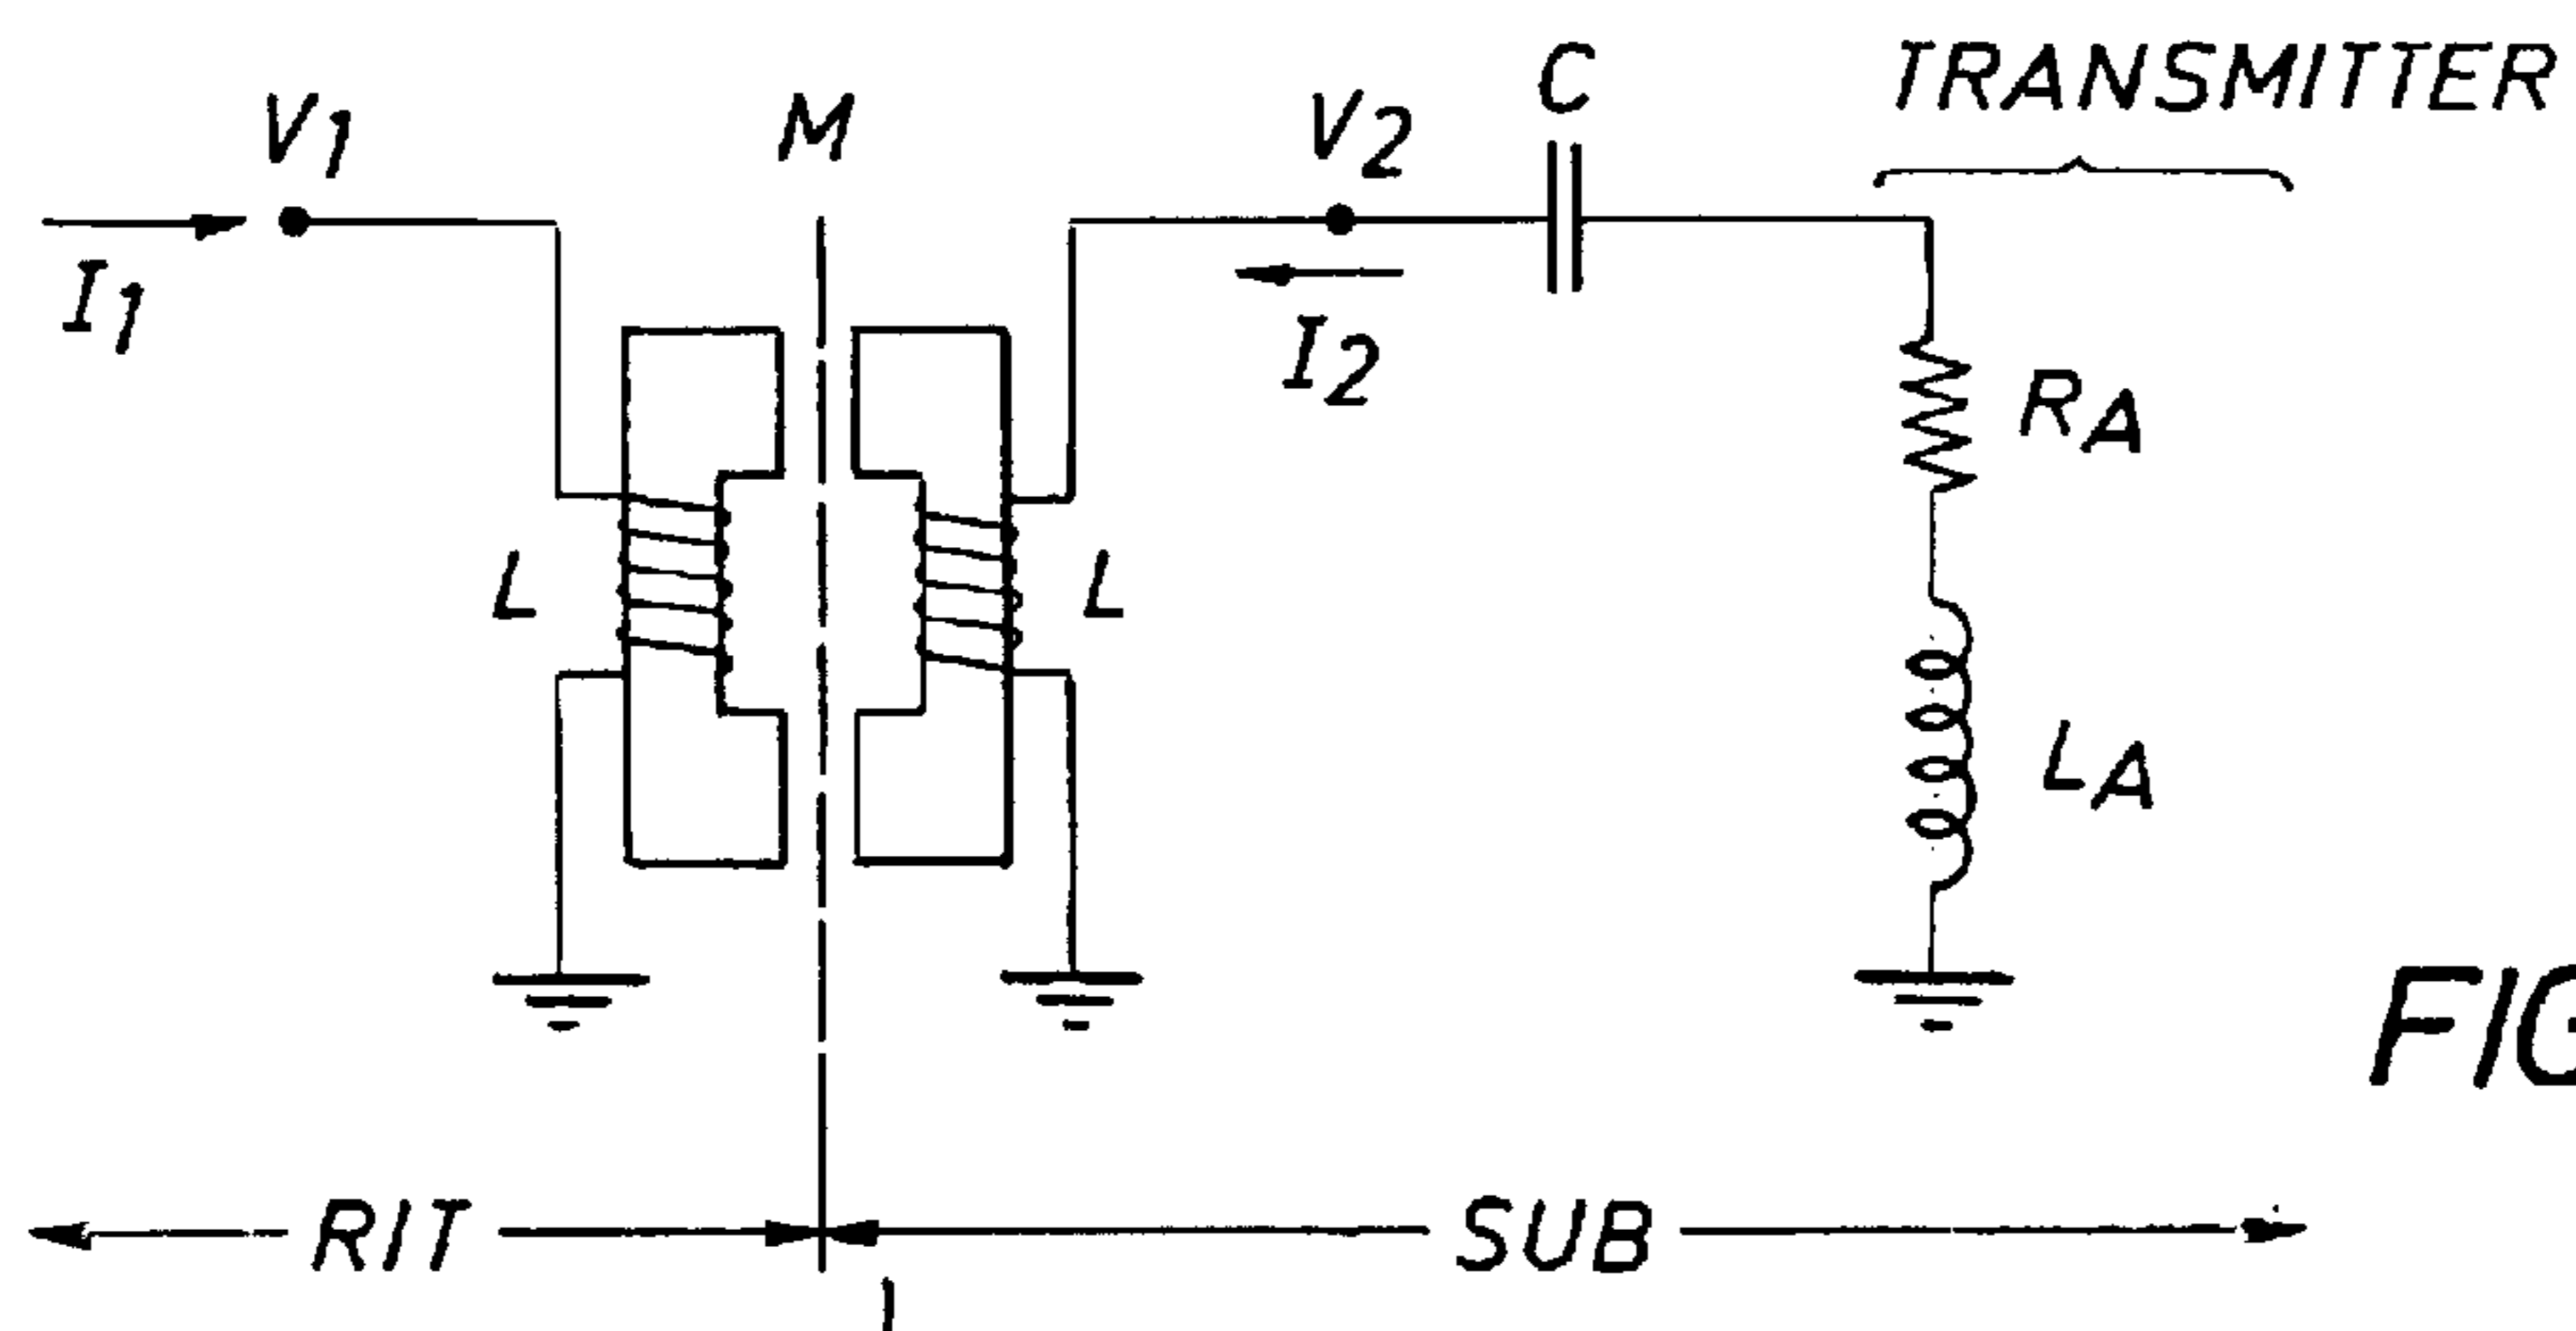 C TRANSMITTER
V1 M V2
I1 I2
RA
L L
LA
FIG
RIT SUB